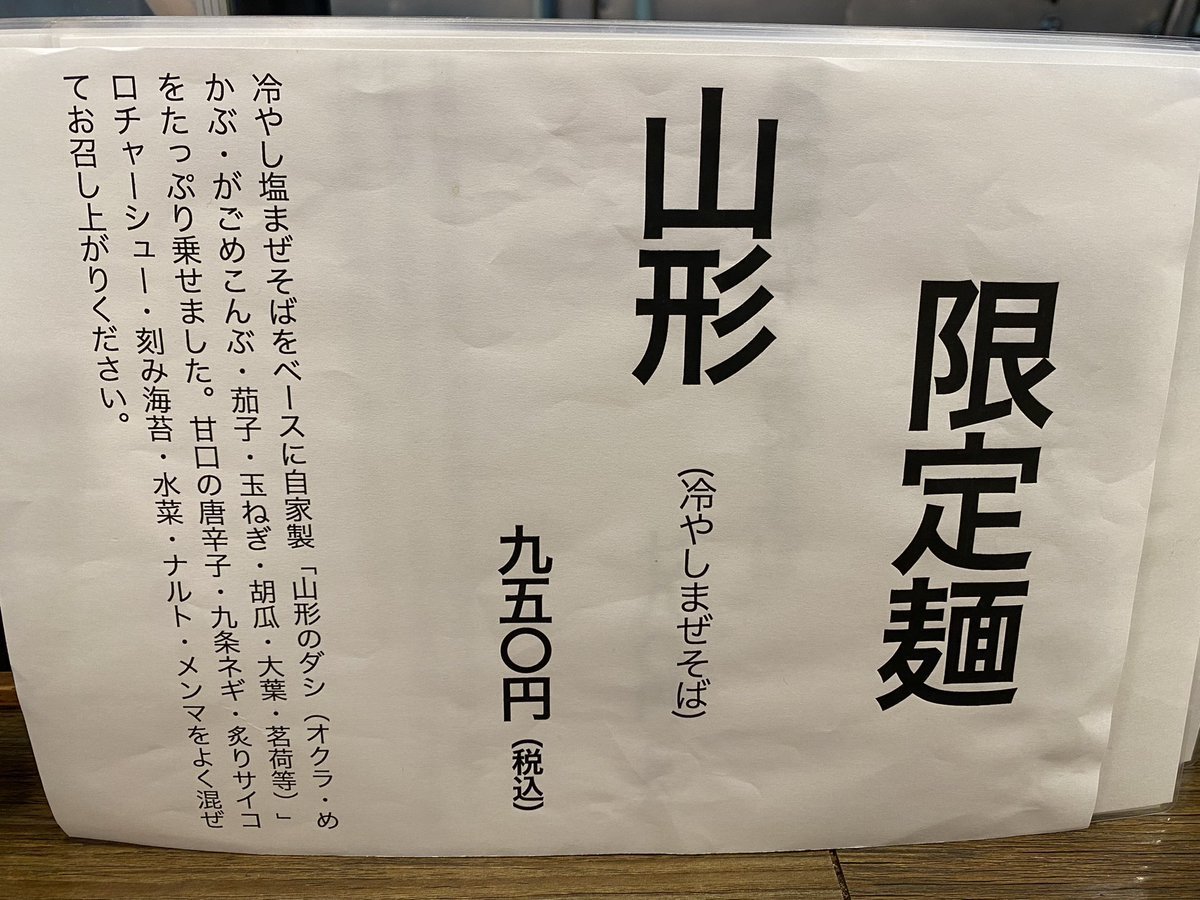 限定麺
山形
(冷やしまぜそば)
九五〇円(税込)
冷やし塩まぜそばをベースに自家製「山形のダシ(オクラ・め
かぶ・がごめこんぶ・茄子・玉ねぎ・胡瓜・大葉・茗荷等)」
をたっぷり乗せました。甘口の唐辛子・九条ネギ・炙りサイコ
ロチャーシュー・刻み海苔・水菜・ナルト・メンマをよく混ぜ
てお召し上がりください。